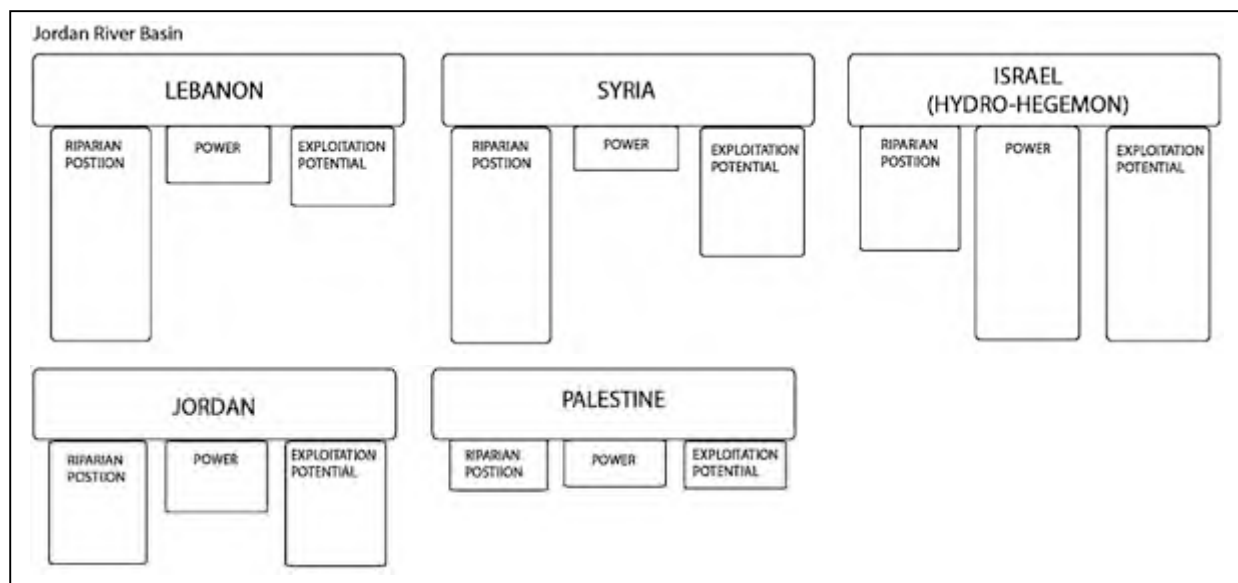 Jordan River Basin
LEBANON
RIPARIAN
POSTIION
POWER
EXPLOITATION
POTENTIAL
SYRIA
RIPARIAN
POSTIION
POWER
EXPLOITATION
POTENTIAL
ISRAEL
(HYDRO-HEGEMON)
RIPARIAN
POSTIION
POWER
EXPLOITATION
POTENTIAL
JORDAN
RIPARIAN
POSTIION
POWER
EXPLOITATION
POTENTIAL
PALESTINE
RIPARIAN
POSTIION
POWER
EXPLOITATION
POTENTIAL